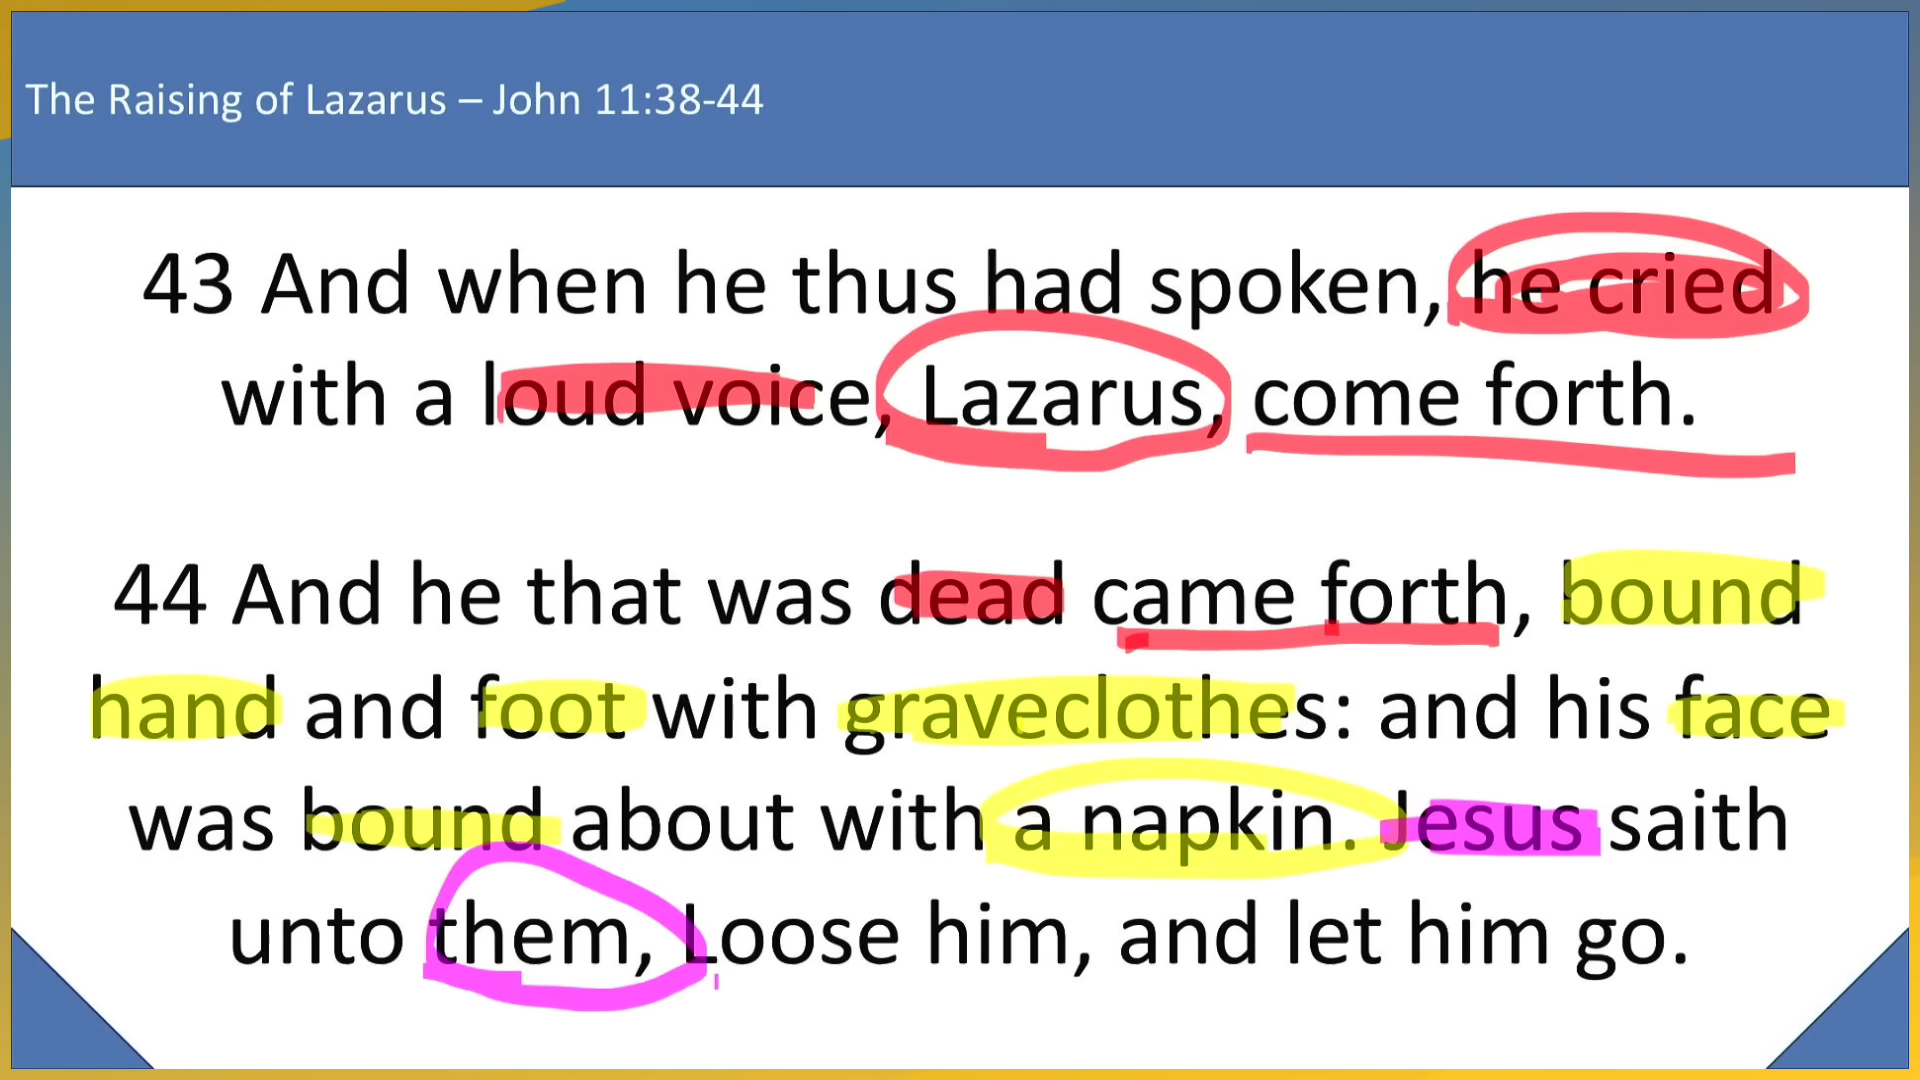 The Raising of Lazarus – John 11:38-44
43 And when he thus had spoken, he cried
with a loud voice, Lazarus, come forth.
44 And he that was dead came forth, bound
hand and foot with graveclothes: and his face
was bound about with a napkin. Jesus saith
unto them, Loose him, and let him go.